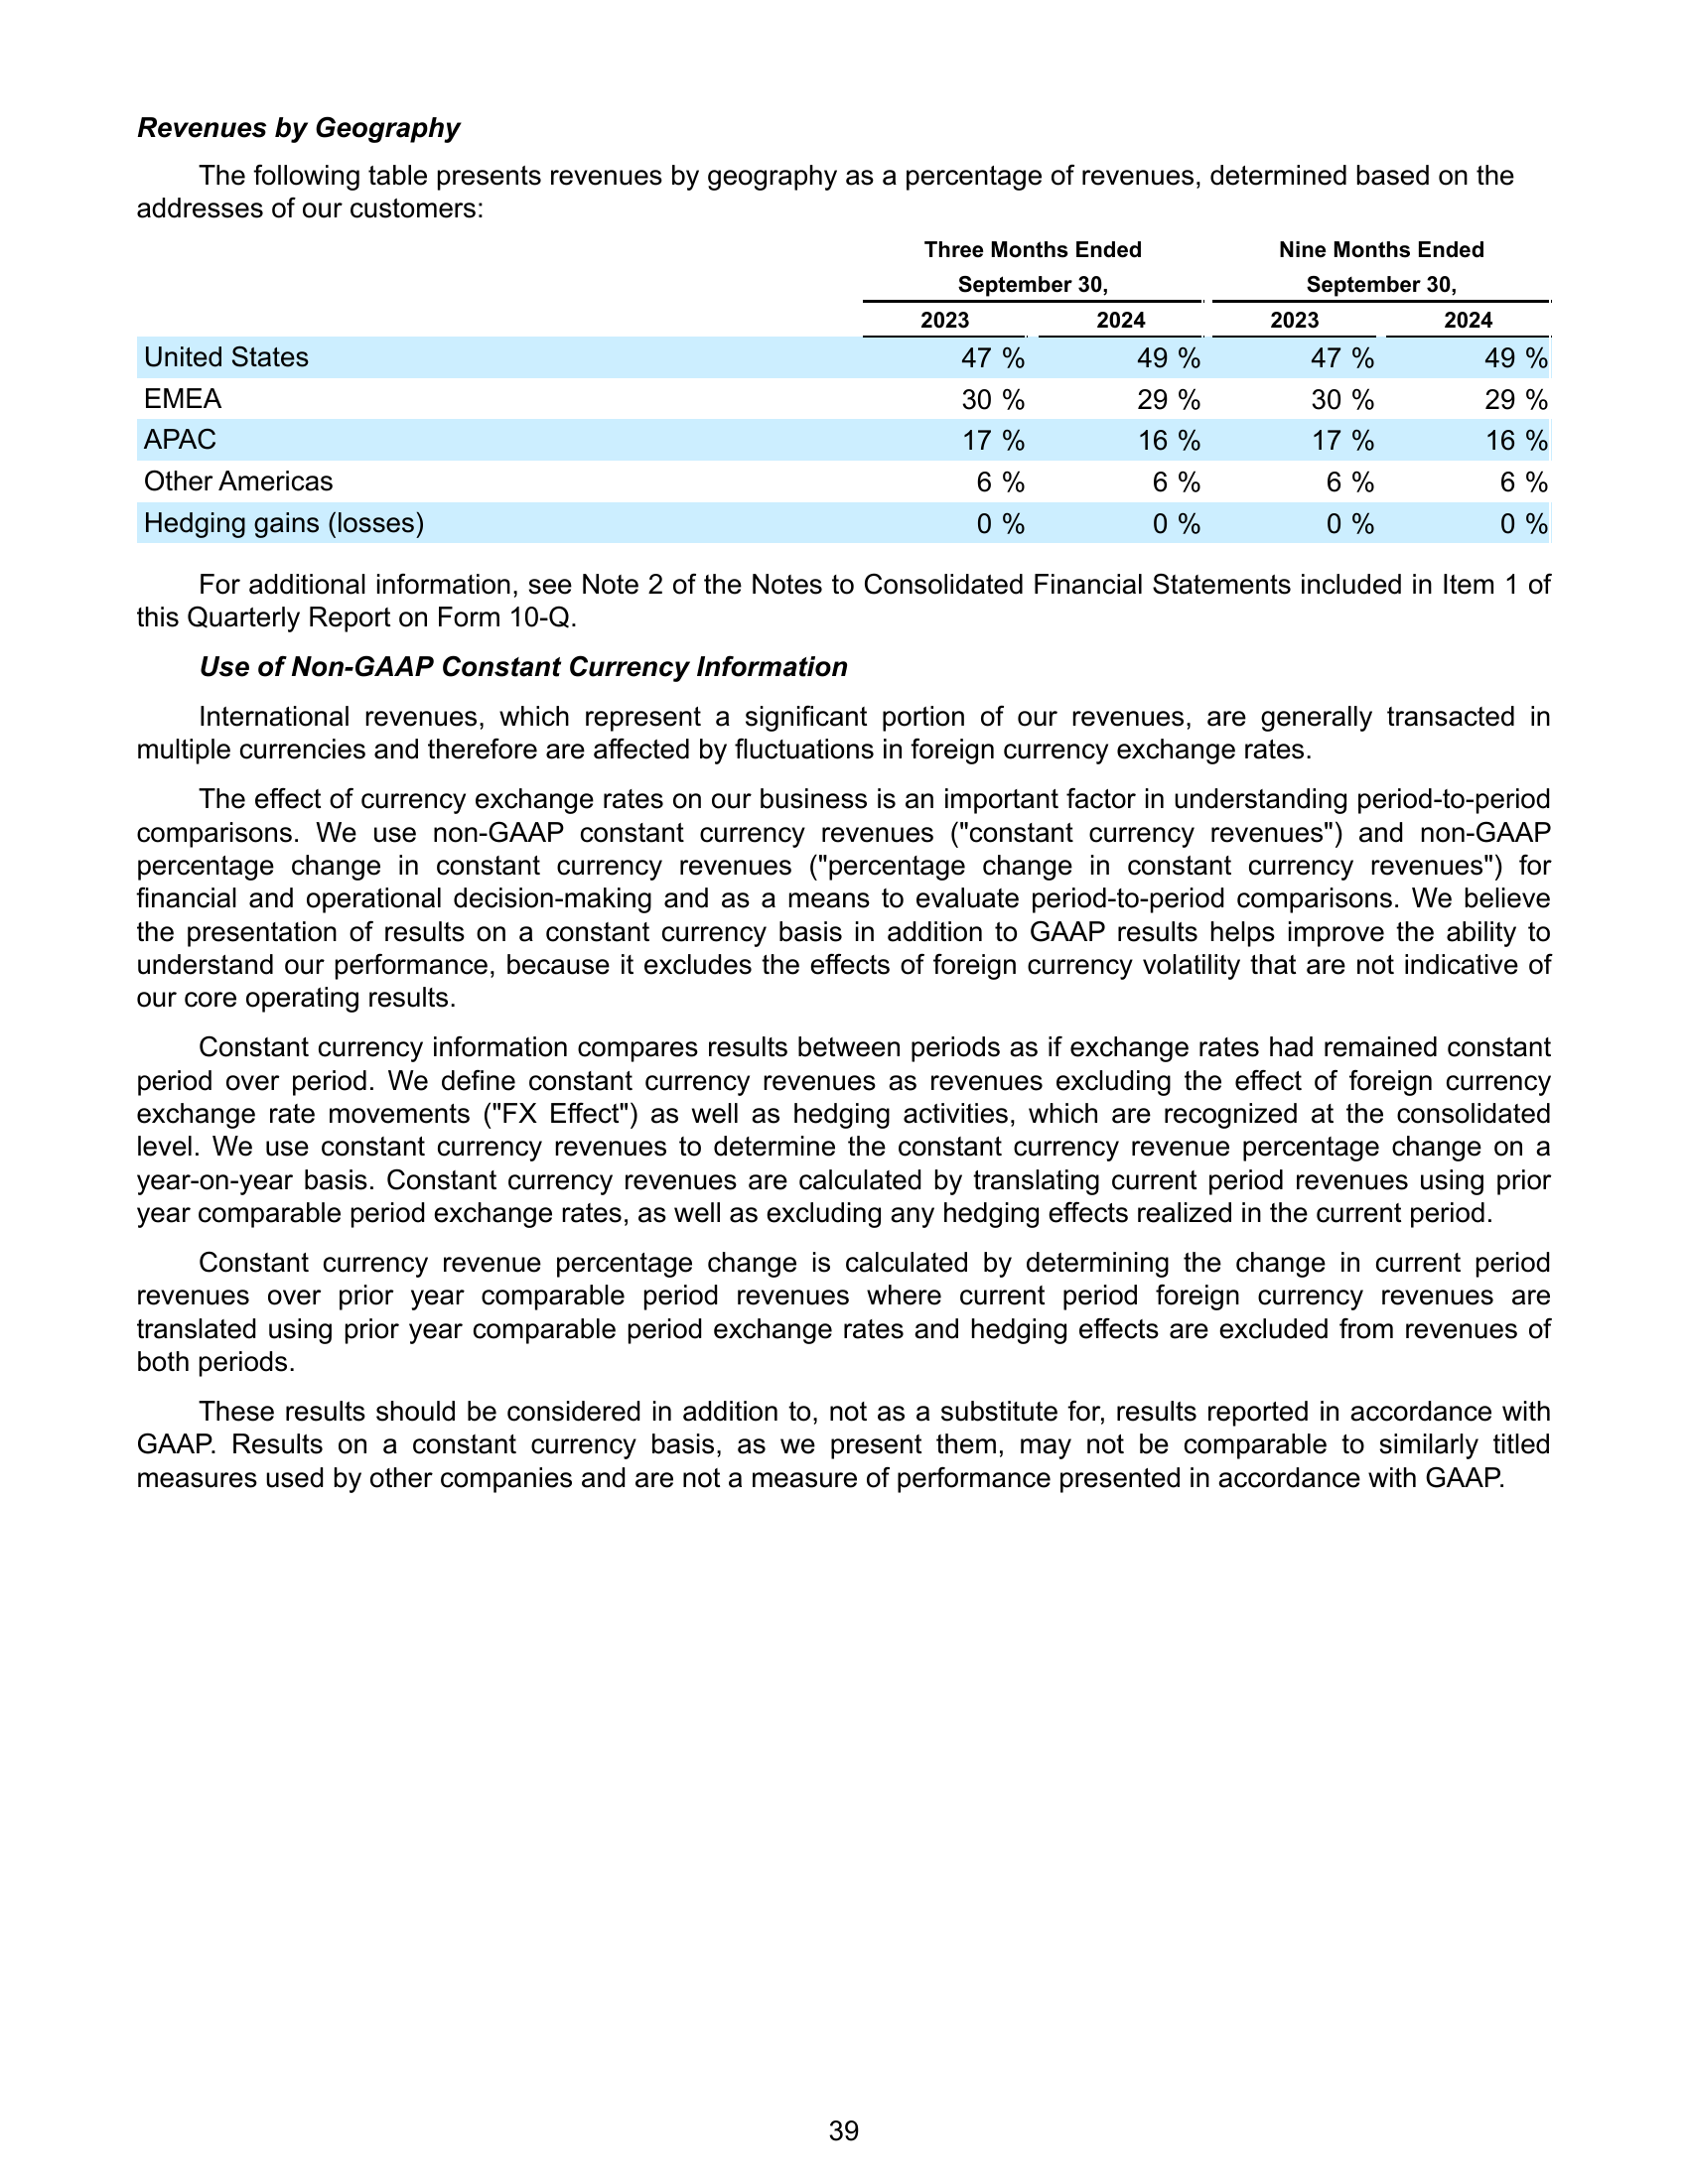 Revenues by Geography
The following table presents revenues by geography as a percentage of revenues, determined based on the
addresses of our customers:
Three Months Ended Nine Months Ended
September 30, September 30,
2023 2024 2023 2024
United States 47 % 49 % 47 % 49 %
EMEA 30 % 29 % 30 % 29 %
APAC 17 % 16 % 17 % 16 %
Other Americas 6 % 6 % 6 % 6 %
Hedging gains (losses) 0 % 0 % 0 % 0 %
For additional information, see Note 2 of the Notes to Consolidated Financial Statements included in Item 1 of
this Quarterly Report on Form 10-Q.
Use of Non-GAAP Constant Currency Information
International revenues, which represent a significant portion of our revenues, are generally transacted in
multiple currencies and therefore are affected by fluctuations in foreign currency exchange rates.
The effect of currency exchange rates on our business is an important factor in understanding period-to-period
comparisons. We use non-GAAP constant currency revenues ("constant currency revenues") and non-GAAP
percentage change in constant currency revenues ("percentage change in constant currency revenues") for
financial and operational decision-making and as a means to evaluate period-to-period comparisons. We believe
the presentation of results on a constant currency basis in addition to GAAP results helps improve the ability to
understand our performance, because it excludes the effects of foreign currency volatility that are not indicative of
our core operating results.
Constant currency information compares results between periods as if exchange rates had remained constant
period over period. We define constant currency revenues as revenues excluding the effect of foreign currency
exchange rate movements ("FX Effect") as well as hedging activities, which are recognized at the consolidated
level. We use constant currency revenues to determine the constant currency revenue percentage change on a
year-on-year basis. Constant currency revenues are calculated by translating current period revenues using prior
year comparable period exchange rates, as well as excluding any hedging effects realized in the current period.
Constant currency revenue percentage change is calculated by determining the change in current period
revenues over prior year comparable period revenues where current period foreign currency revenues are
translated using prior year comparable period exchange rates and hedging effects are excluded from revenues of
both periods.
These results should be considered in addition to, not as a substitute for, results reported in accordance with
GAAP. Results on a constant currency basis, as we present them, may not be comparable to similarly titled
measures used by other companies and are not a measure of performance presented in accordance with GAAP.
39